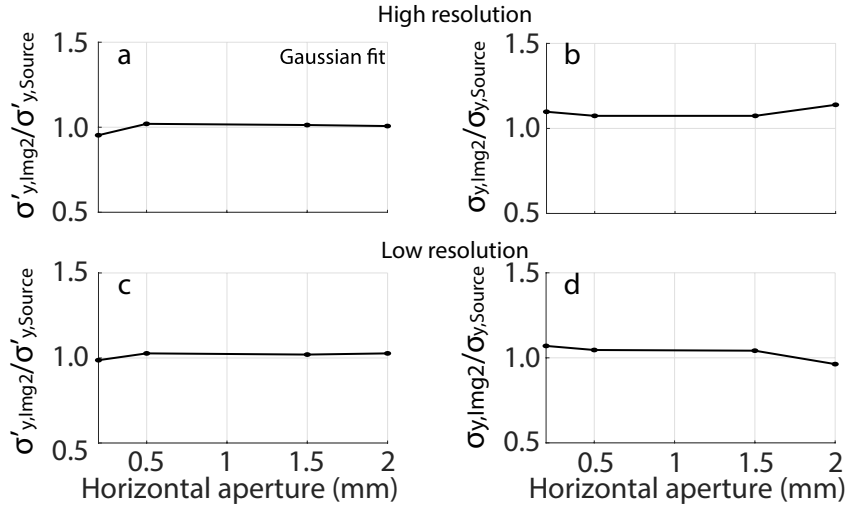 High resolution
a
Gaussian fit
σ′y,Img2/σ′y,Source
1.5
1.0
0.5
b
σy,Img2/σy,Source
1.5
1.0
0.5
Low resolution
c
σ′y,Img2/σ′y,Source
1.5
1.0
0.5
0.5 1 1.5 2
Horizontal aperture (mm)
d
σy,Img2/σy,Source
1.5
1.0
0.5
0.5 1 1.5 2
Horizontal aperture (mm)